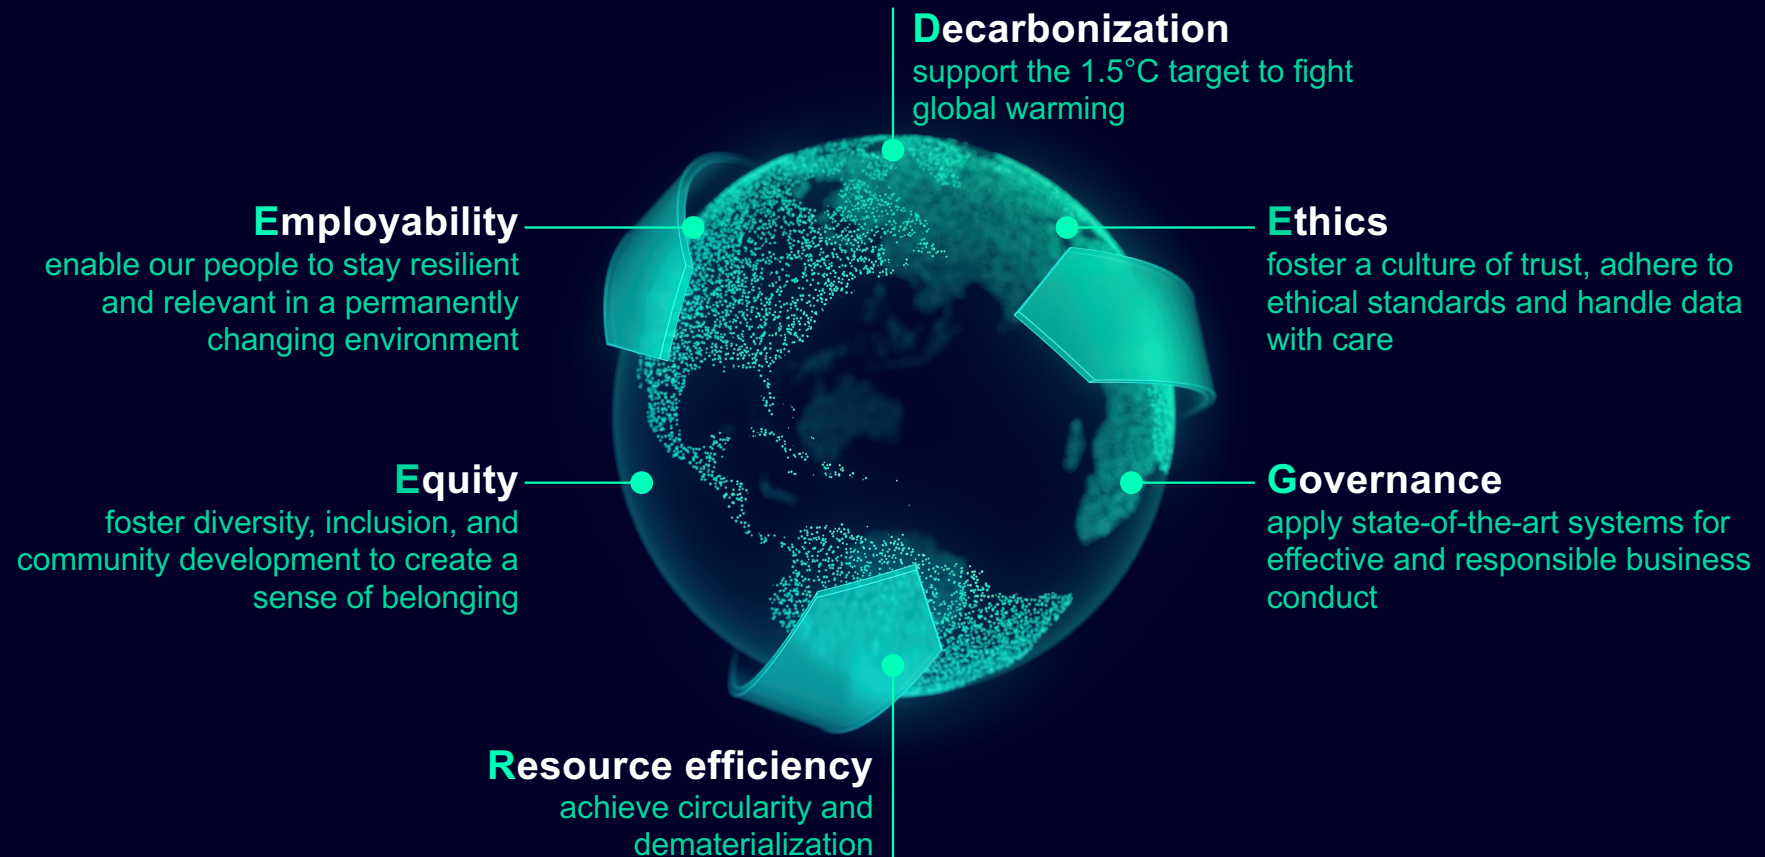 Decarbonization
support the 1.5°C target to fight
global warming
Ethics
foster a culture of trust, adhere to
ethical standards and handle data
with care
Governance
apply state-of-the-art systems for
effective and responsible business
conduct
Resource efficiency
achieve circularity and
dematerialization
Equity
foster diversity, inclusion, and
community development to create a
sense of belonging
Employability
enable our people to stay resilient
and relevant in a permanently
changing environment